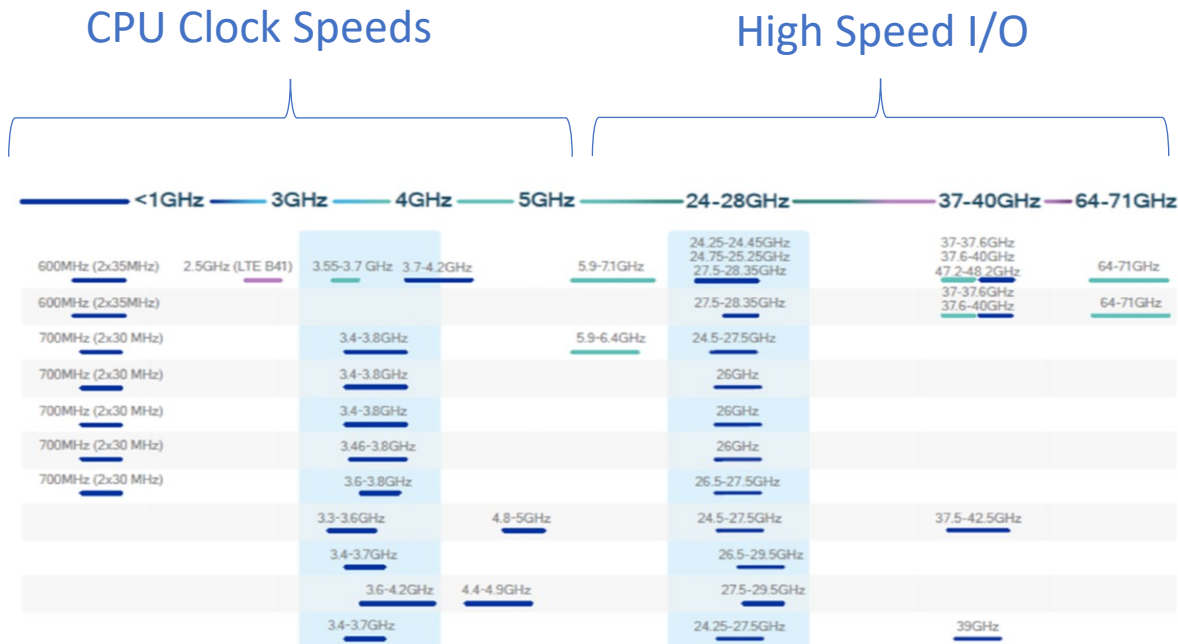 CPU Clock Speeds
High Speed I/O
<1GHz 3GHz 4GHz 5GHz 24-28GHz 37-40GHz 64-71GHz
24.25-24.45GHz 37-37.6GHz
24.75-25.25GHz 37.6-40GHz
600MHz (2x35MHz) 2.5GHz (LTE B41) 3.55-3.7 GHz 3.7-4.2GHz 5.9-7.1GHz 27.5-28.35GHz 47.2-48.2GHz 64-71GHz
37-37.6GHz
600MHz (2x35MHz) 27.5-28.35GHz 37.6-40GHz 64-71GHz
700MHz (2x30 MHz) 3.4-3.8GHz 5.9-6.4GHz 24.5-27.5GHz
700MHz (2x30 MHz) 3.4-3.8GHz 26GHz
700MHz (2x30 MHz) 3.4-3.8GHz 26GHz
700MHz (2x30 MHz) 3.46-3.8GHz 26GHz
700MHz (2x30 MHz) 3.6-3.8GHz 26.5-27.5GHz
3.3-3.6GHz 4.8-5GHz 24.5-27.5GHz 37.5-42.5GHz
3.4-3.7GHz 26.5-29.5GHz
3.6-4.2GHz 4.4-4.9GHz 27.5-29.5GHz
3.4-3.7GHz 24.25-27.5GHz 39GHz